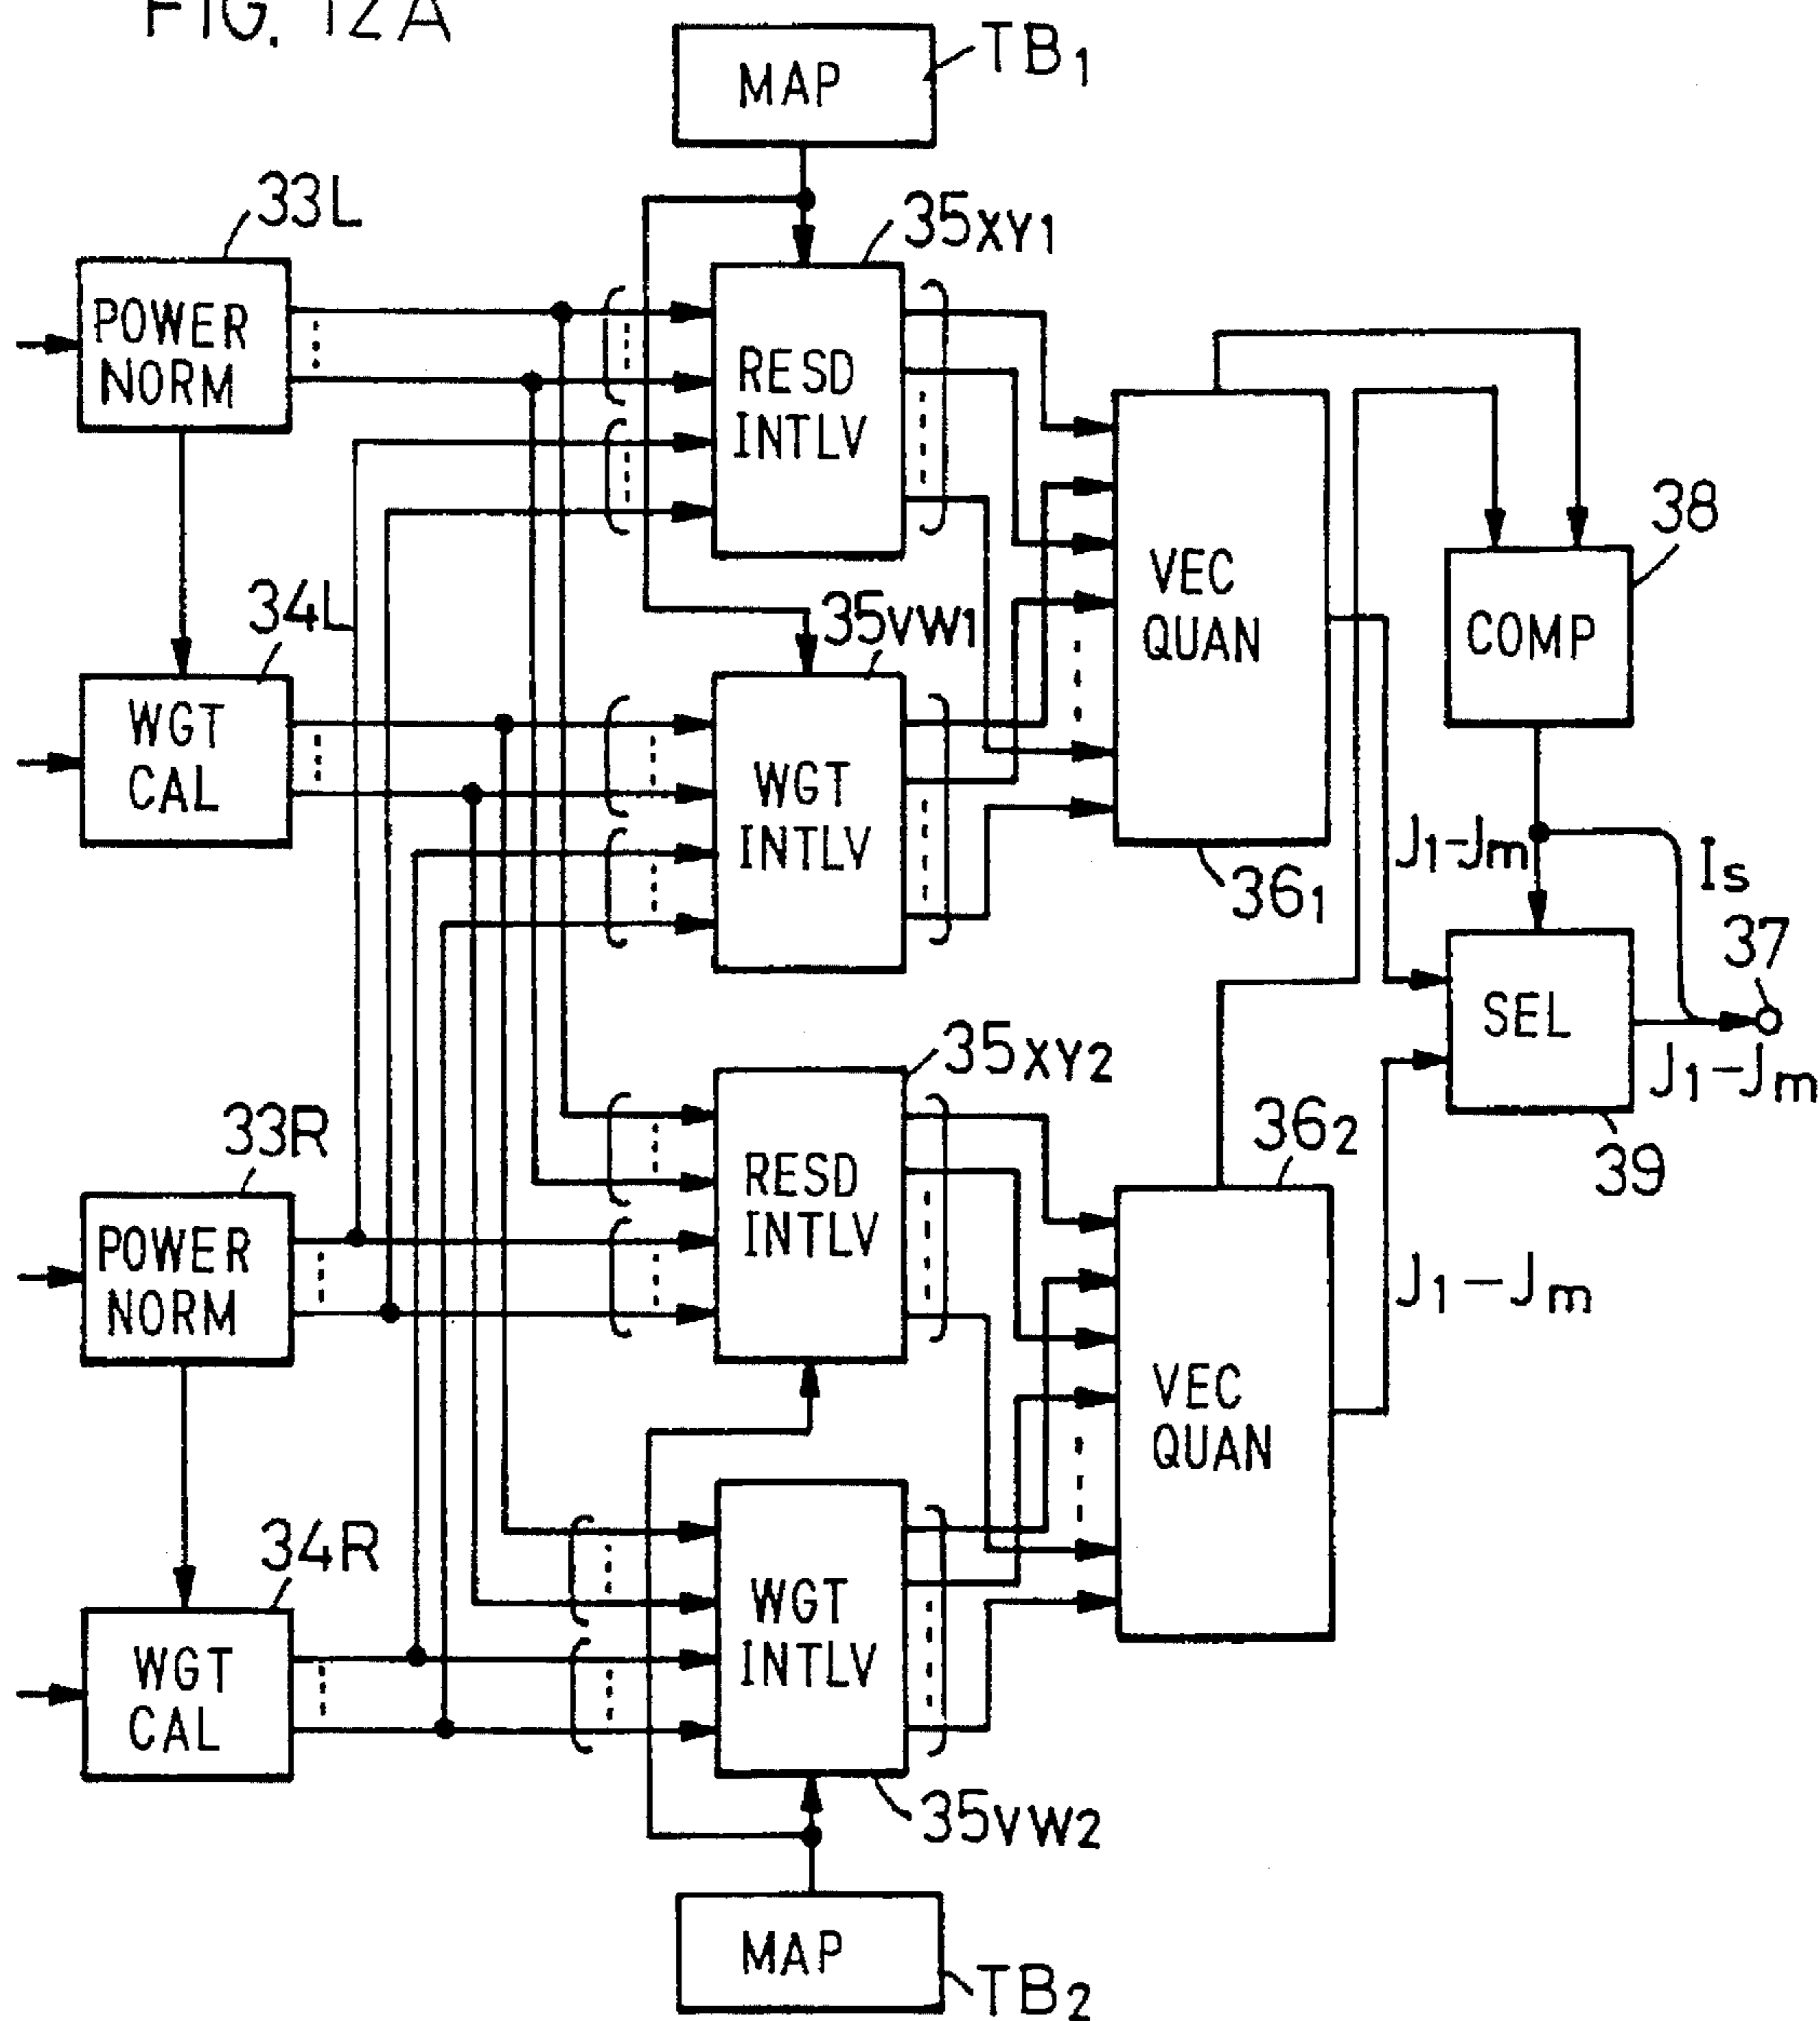 FIG. 12A
MAP
TB1
33L
POWER
NORM
35XY1
RESD
INTLV
34L
WGT
CAL
35VW1
WGT
INTLV
VEC
QUAN
361
38
COMP
J1-Jm
Is
37
SEL
J1-Jm
39
33R
POWER
NORM
35XY2
RESD
INTLV
362
VEC
QUAN
J1-Jm
34R
WGT
CAL
WGT
INTLV
35VW2
MAP
TB2